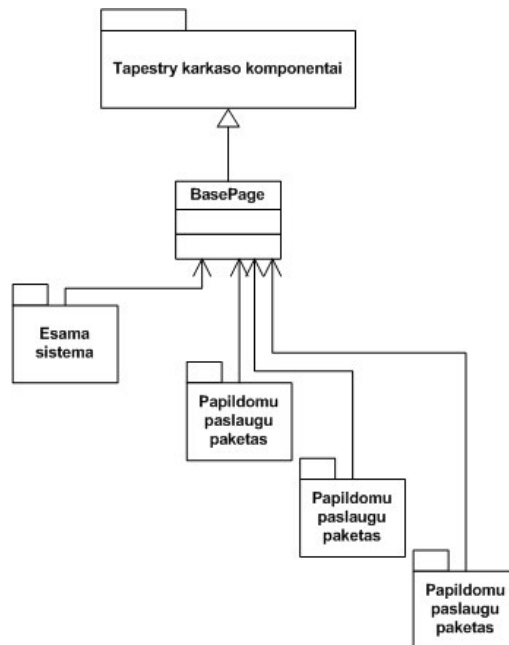 Tapestry karkaso komponentai
BasePage
Esama
sistema
Papildomu
paslaugu
paketas
Papildomu
paslaugu
paketas
Papildomu
paslaugu
paketas